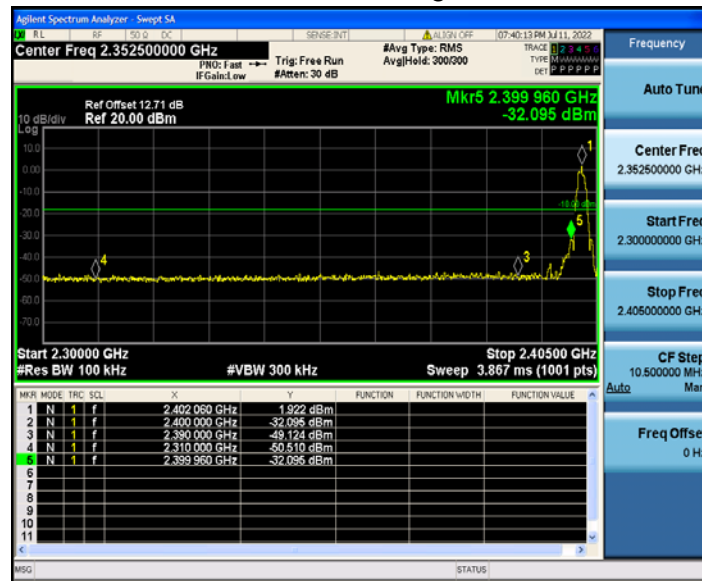 Agilent Spectrum Analyzer - Swept SA
RL RF 50 Ω DC SENSE:INT ALIGN OFF 07:40:13 PM Jul 11, 2022
Center Freq 2.352500000 GHz
PNO: Fast
IFGain:Low
Trig: Free Run
#Atten: 30 dB
#Avg Type: RMS
Avg|Hold: 300/300
TRACE 1 2 3 4 5 6
TYPE M
DET P P P P P P
Ref Offset 12.71 dB
10 dB/div Ref 20.00 dBm
Log
Mkr5 2.399 960 GHz
-32.095 dBm
10.0
0.00
-10.0
-20.0
-30.0
-40.0
-50.0
-60.0
-70.0
1
5
3
4
Start 2.30000 GHz
Stop 2.40500 GHz
#Res BW 100 kHz #VBW 300 kHz Sweep 3.867 ms (1001 pts)
MKR MODE TRC SCL X Y FUNCTION FUNCTION WIDTH FUNCTION VALUE
1 N 1 f 2.402 060 GHz 1.922 dBm
2 N 1 f 2.400 000 GHz -32.095 dBm
3 N 1 f 2.390 000 GHz -49.124 dBm
4 N 1 f 2.310 000 GHz -50.510 dBm
5 N 1 f 2.399 960 GHz -32.095 dBm
6
7
8
9
10
11
MSG STATUS
Frequency
Auto Tune
Center Freq
2.352500000 GHz
Start Freq
2.300000000 GHz
Stop Freq
2.405000000 GHz
CF Step
10.500000 MHz
Auto Man
Freq Offset
0 Hz